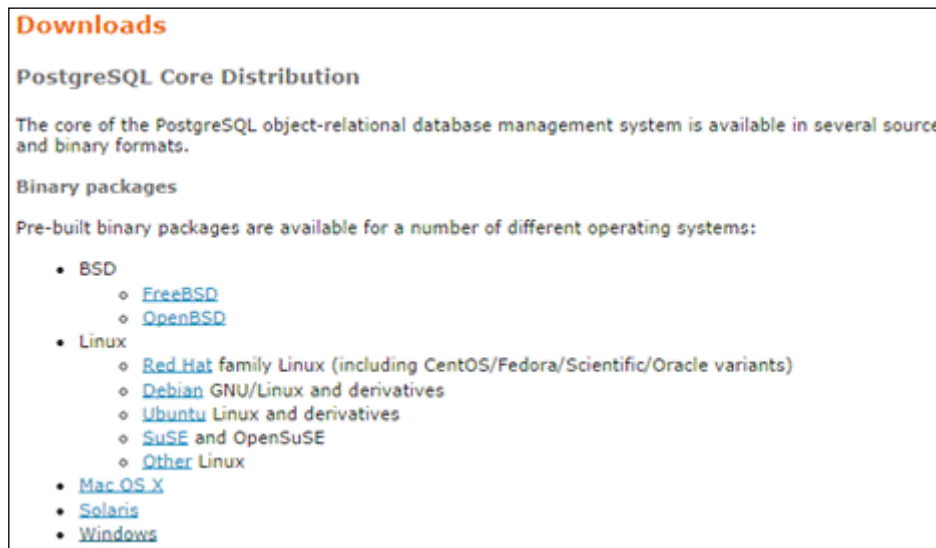 Downloads
PostgreSQL Core Distribution
The core of the PostgreSQL object-relational database management system is available in several source
and binary formats.
Binary packages
Pre-built binary packages are available for a number of different operating systems:
• BSD
○ FreeBSD
○ OpenBSD
• Linux
○ Red Hat family Linux (including CentOS/Fedora/Scientific/Oracle variants)
○ Debian GNU/Linux and derivatives
○ Ubuntu Linux and derivatives
○ SuSE and OpenSuSE
○ Other Linux
• Mac OS X
• Solaris
• Windows